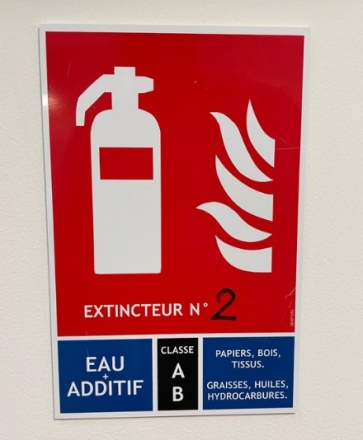 EXTINCTEUR N° 2
EAU
+
ADDITIF
CLASSE
A
B
PAPIERS, BOIS,
TISSUS.
GRAISSES, HUILES,
HYDROCARBURES.